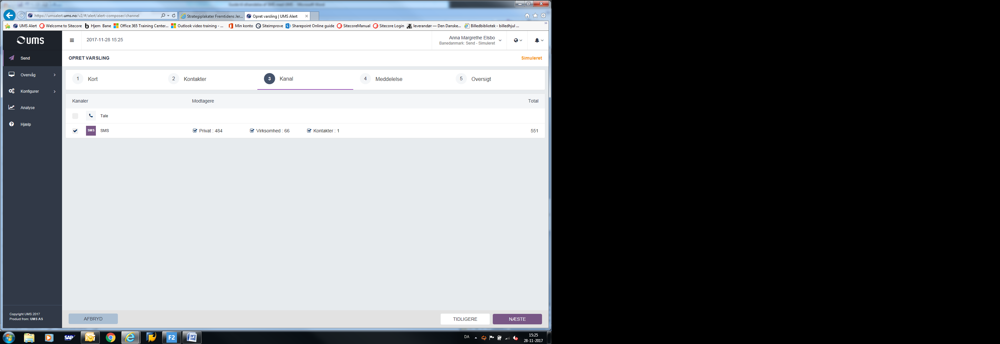 Guide til afsendelse af SMS med UMS - Microsoft Word
https://umsalert.ums.no/v2/#/alert/alert-composer/channel
Strategiplakater Fremtidens Jer...
Opret varsling | UMS Alert
UMS Alert
Welcome to Sitecore
Hjem Bane
Office 365 Training Center...
Outlook video training - ...
Min konto
Siteimprove
Sharepoint Online guide
SitecoreManual
Sitecore Login
leverandør — Den Danske...
Billedbibliotek - billedhjul ...
UMS
2017-11-28 15:25
Anna Margrethe Elsbo
Banedanmark: Send - Simuleret
Send
Overvåg
Konfigurer
Analyse
Hjælp
OPRET VARSLING
Simuleret
1 Kort
2 Kontakter
3 Kanal
4 Meddelelse
5 Oversigt
Kanaler Modtagere Total
Tale
SMS SMS Privat : 484 Virksomhed : 66 Kontakter : 1 551
Copyright UMS 2017
Product from: UMS AS
AFBRYD
TIDLIGERE
NÆSTE
SAP
F2
DA
15:25
28-11-2017